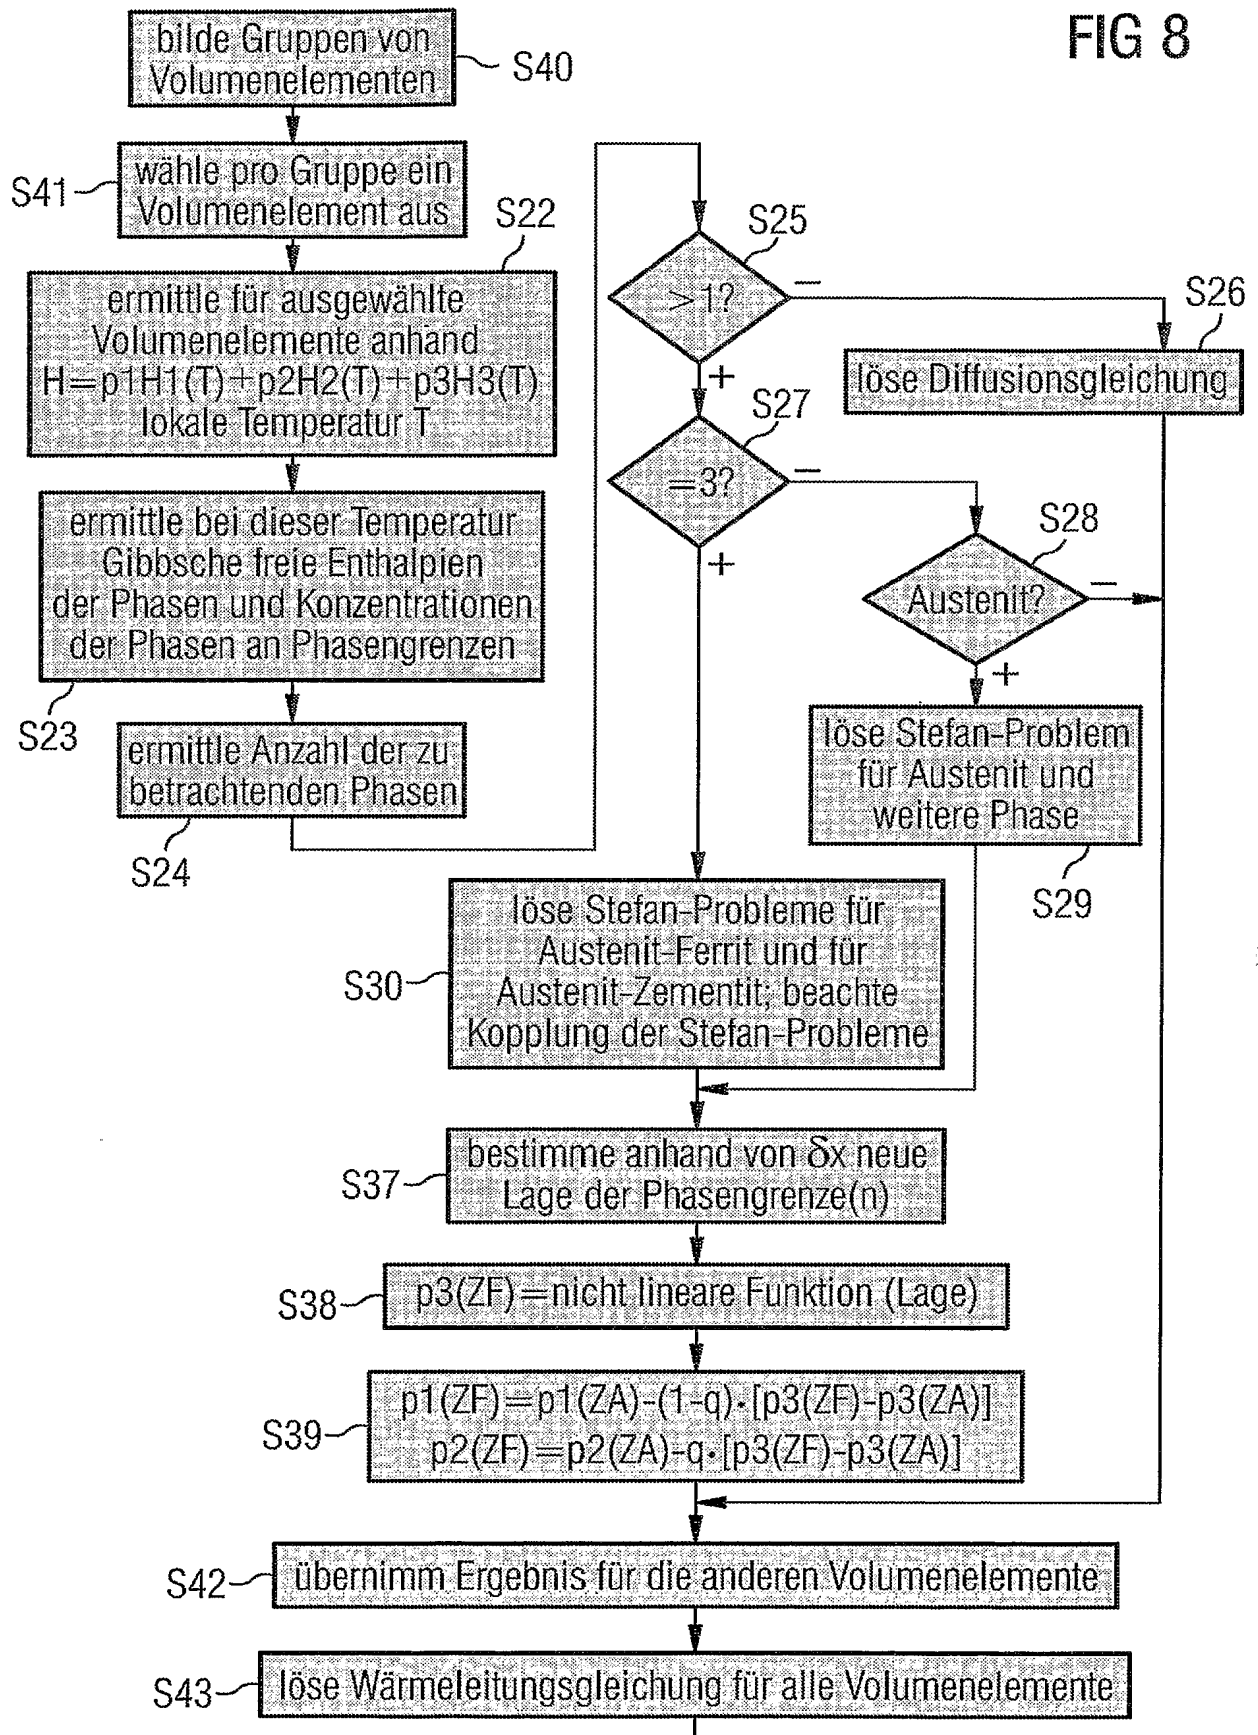 FIG 8
bilde Gruppen von
Volumenelementen
S40
wähle pro Gruppe ein
Volumenelement aus
S41
S22
ermittle für ausgewählte
Volumenelemente anhand
H=p1H1(T)+p2H2(T)+p3H3(T)
lokale Temperatur T
ermittle bei dieser Temperatur
Gibbsche freie Enthalpien
der Phasen und Konzentrationen
der Phasen an Phasengrenzen
S23
ermittle Anzahl der zu
betrachtenden Phasen
S24
S25
>1?
−
+
S26
löse Diffusionsgleichung
S27
=3?
−
+
S28
Austenit?
−
+
löse Stefan-Problem
für Austenit und
weitere Phase
S29
löse Stefan-Probleme für
Austenit-Ferrit und für
Austenit-Zementit; beachte
Kopplung der Stefan-Probleme
S30
bestimme anhand von δx neue
Lage der Phasengrenze(n)
S37
p3(ZF)=nicht lineare Funktion (Lage)
S38
p1(ZF)=p1(ZA)-(1-q)·[p3(ZF)-p3(ZA)]
p2(ZF)=p2(ZA)-q·[p3(ZF)-p3(ZA)]
S39
übernimm Ergebnis für die anderen Volumenelemente
S42
löse Wärmeleitungsgleichung für alle Volumenelemente
S43